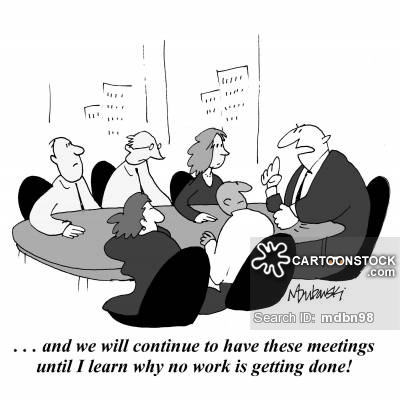 CARTOONSTOCK
.com
Search ID: mdbn98
. . . and we will continue to have these meetings
until I learn why no work is getting done!